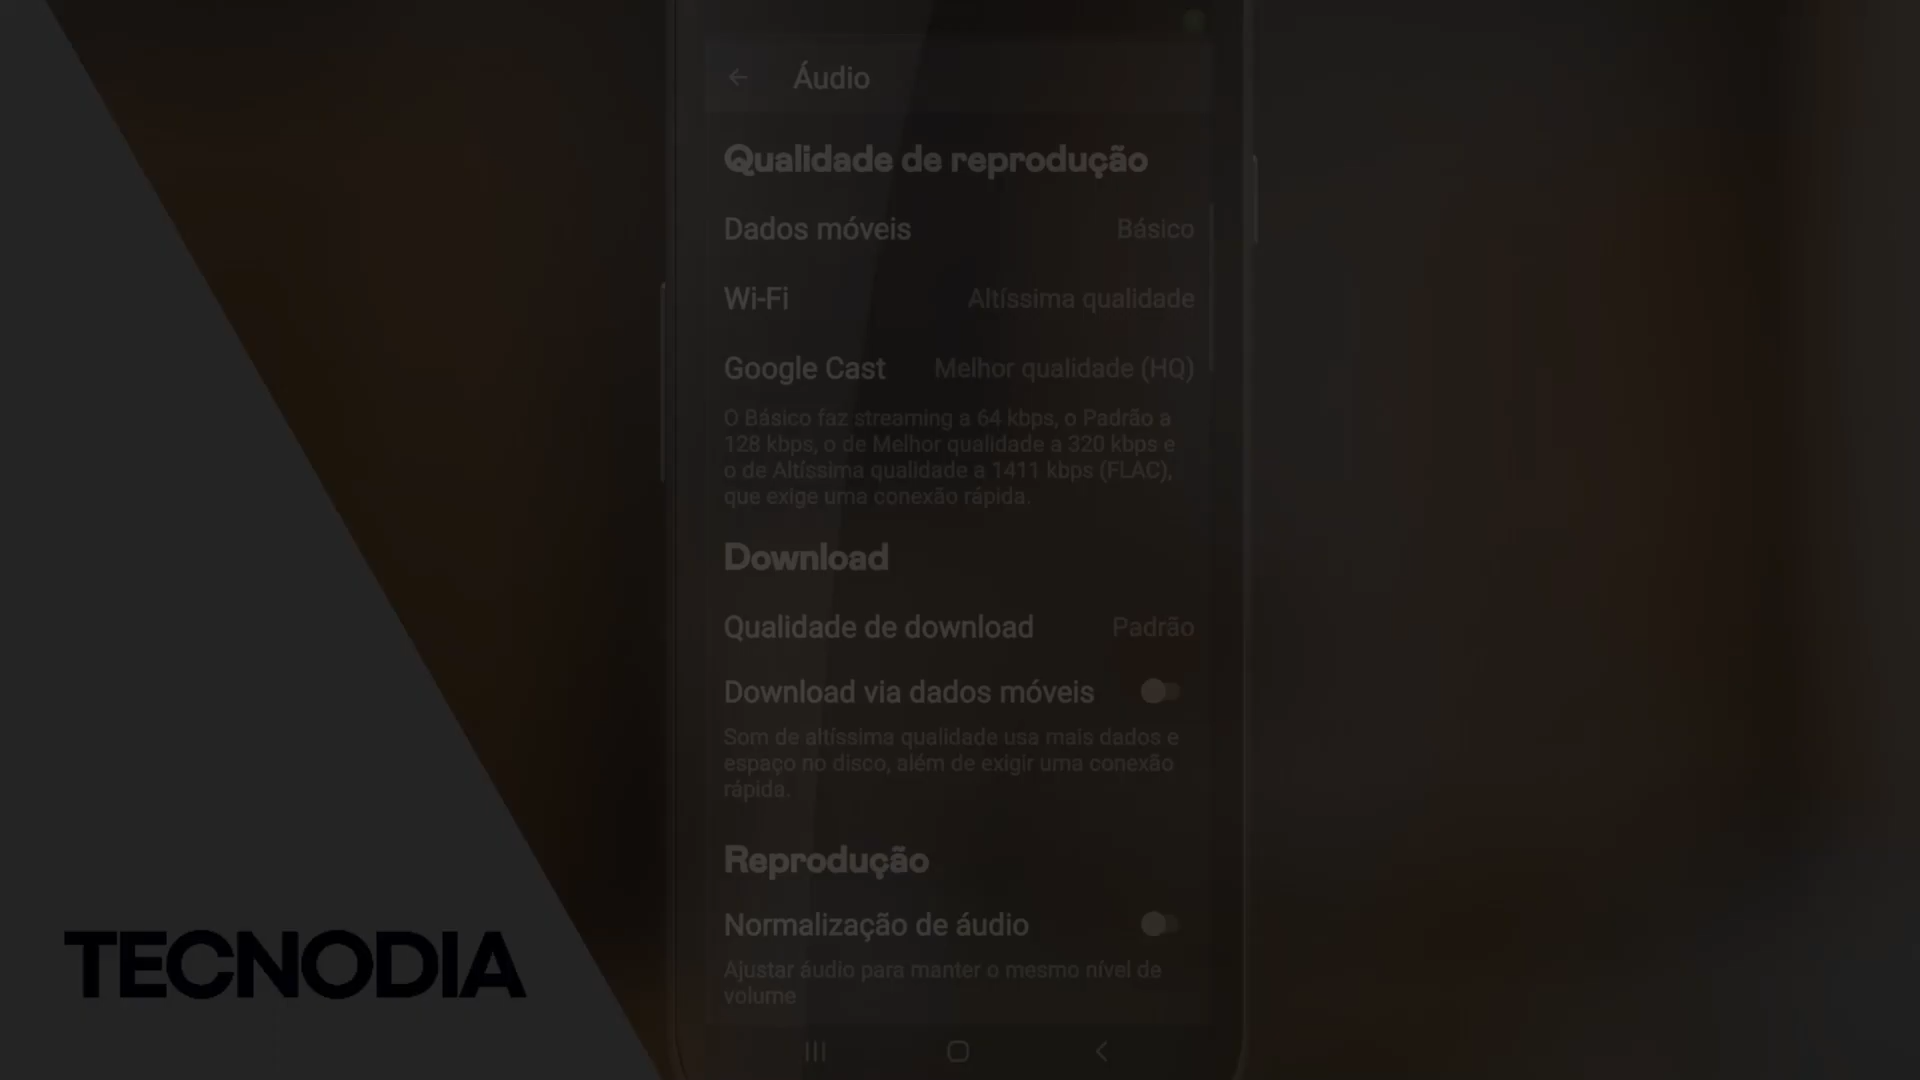 Áudio
Qualidade de reprodução
Dados móveis Básico
Wi-Fi Altíssima qualidade
Google Cast Melhor qualidade (HQ)
O Básico faz streaming a 64 kbps, o Padrão a
128 kbps, o de Melhor qualidade a 320 kbps e
o de Altíssima qualidade a 1411 kbps (FLAC),
que exige uma conexão rápida.
Download
Qualidade de download Padrão
Download via dados móveis
Som de altíssima qualidade usa mais dados e
espaço no disco, além de exigir uma conexão
rápida.
Reprodução
Normalização de áudio
Ajustar áudio para manter o mesmo nível de
volume
TECNODIA